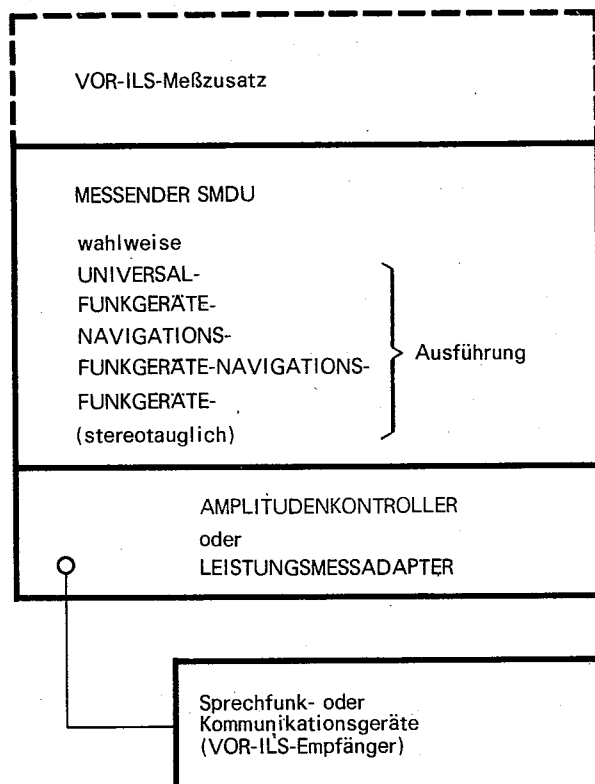 VOR-ILS-Meßzusatz
MESSENDER SMDU
wahlweise
UNIVERSAL-
FUNKGERÄTE-
NAVIGATIONS-
FUNKGERÄTE-NAVIGATIONS-
FUNKGERÄTE-
(stereotauglich)
Ausführung
AMPLITUDENKONTROLLER
oder
LEISTUNGSMESSADAPTER
Sprechfunk- oder
Kommunikationsgeräte
(VOR-ILS-Empfänger)